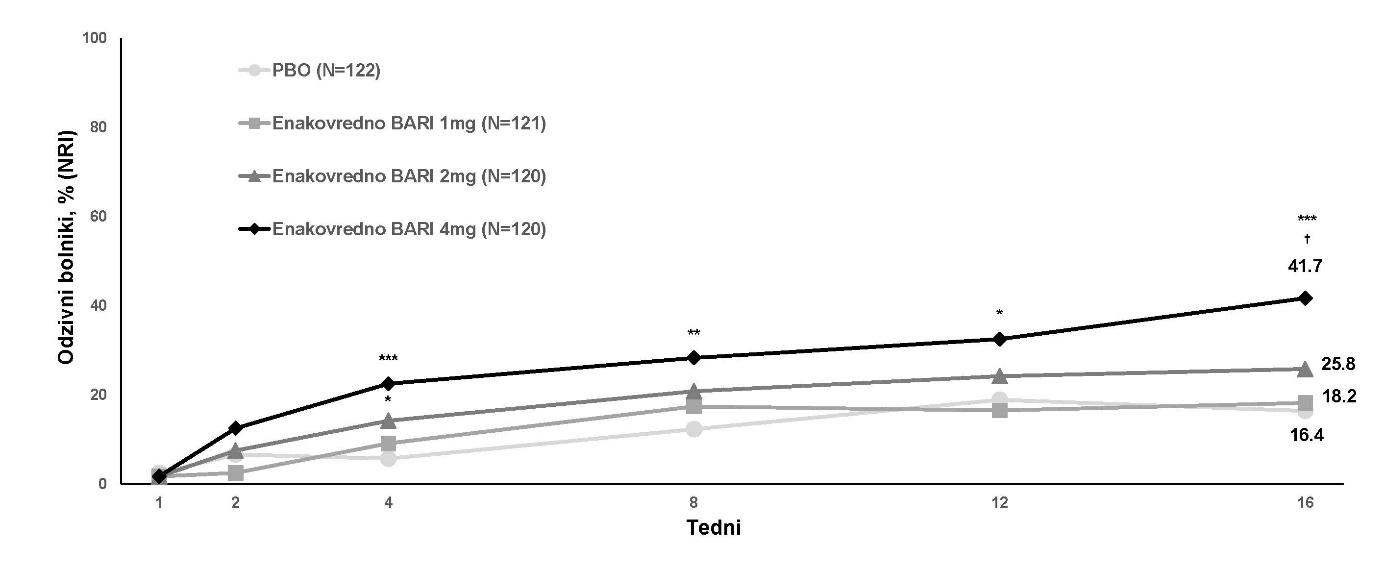 100
80
60
40
20
0
Odzivni bolniki, % (NRI)
PBO (N=122)
Enakovredno BARI 1mg (N=121)
Enakovredno BARI 2mg (N=120)
Enakovredno BARI 4mg (N=120)
***
*
**
*
***
†
41.7
25.8
18.2
16.4
1 2 4 8 12 16
Tedni